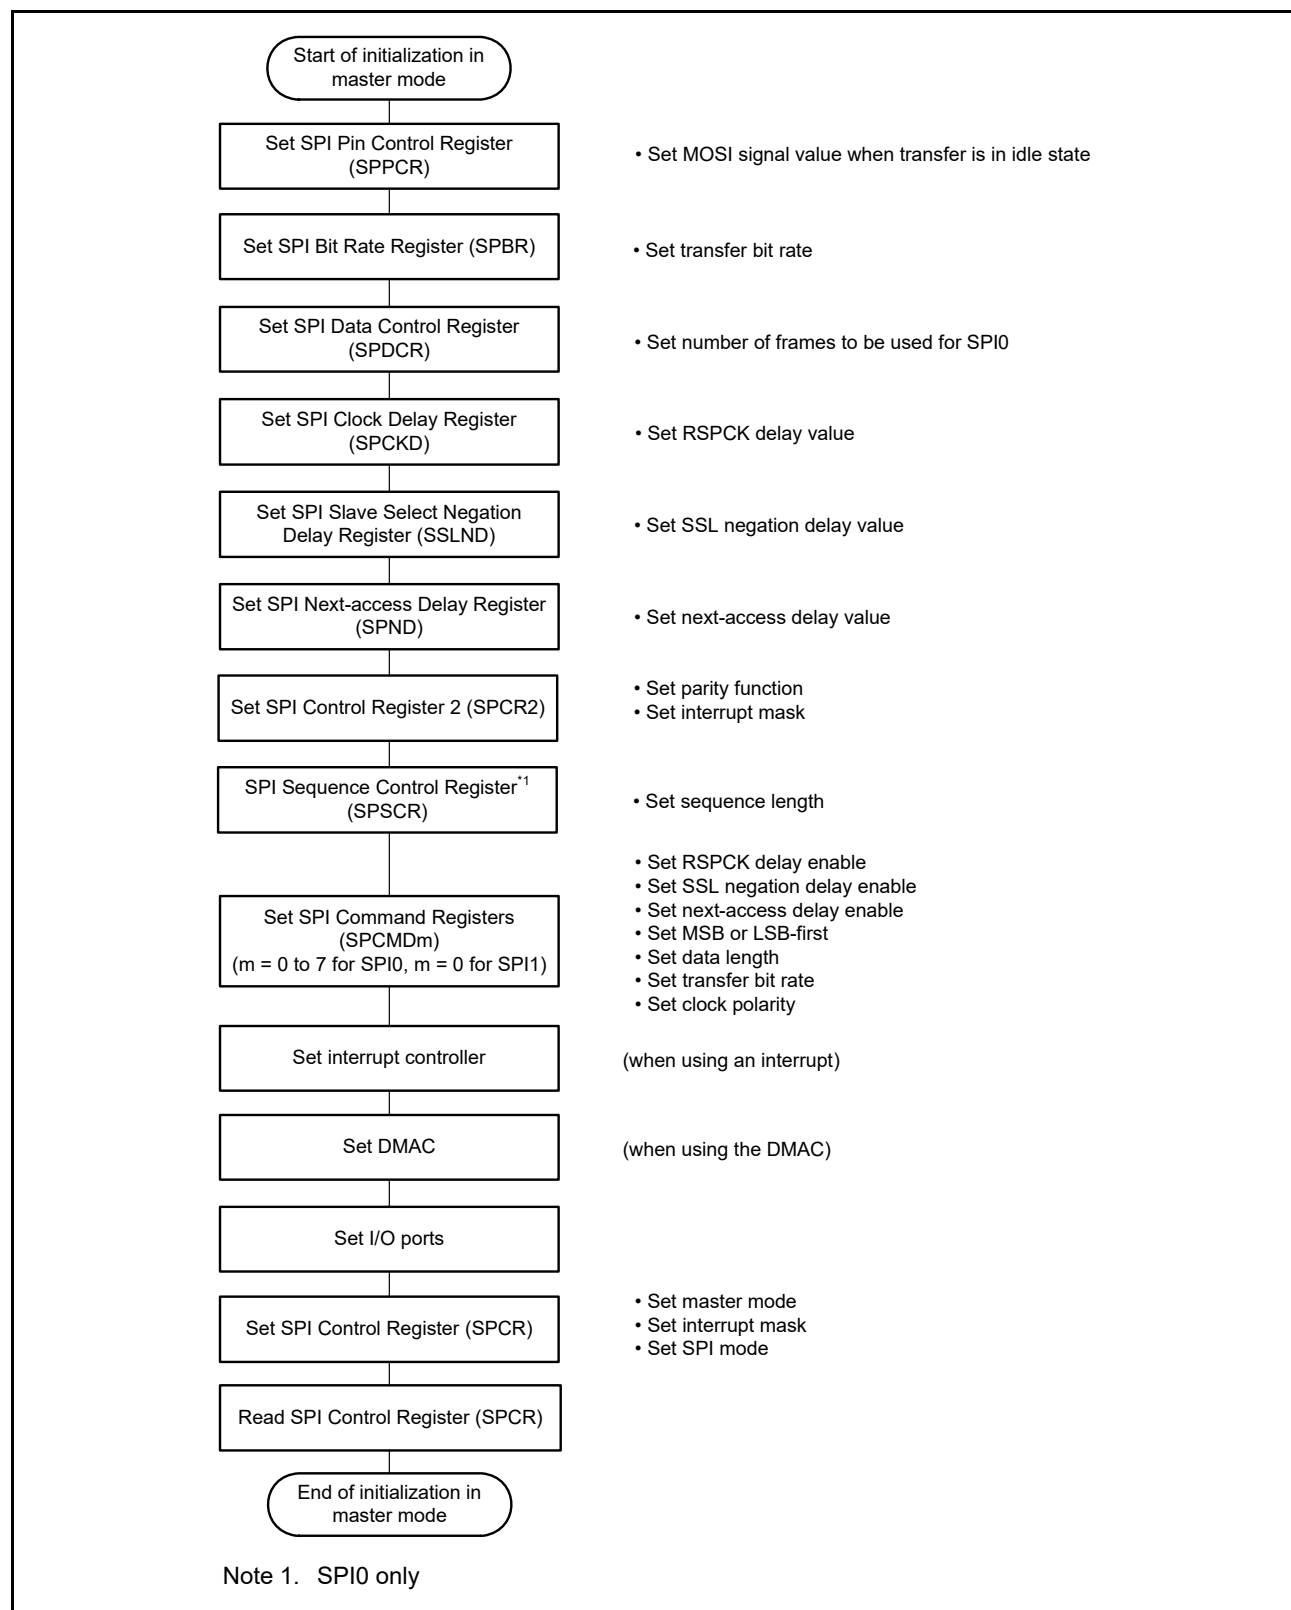 Start of initialization in
master mode
Set SPI Pin Control Register
(SPPCR)
• Set MOSI signal value when transfer is in idle state
Set SPI Bit Rate Register (SPBR)
• Set transfer bit rate
Set SPI Data Control Register
(SPDCR)
• Set number of frames to be used for SPI0
Set SPI Clock Delay Register
(SPCKD)
• Set RSPCK delay value
Set SPI Slave Select Negation
Delay Register (SSLND)
• Set SSL negation delay value
Set SPI Next-access Delay Register
(SPND)
• Set next-access delay value
Set SPI Control Register 2 (SPCR2)
• Set parity function
• Set interrupt mask
SPI Sequence Control Register*1
(SPSCR)
• Set sequence length
Set SPI Command Registers
(SPCMDm)
(m = 0 to 7 for SPI0, m = 0 for SPI1)
• Set RSPCK delay enable
• Set SSL negation delay enable
• Set next-access delay enable
• Set MSB or LSB-first
• Set data length
• Set transfer bit rate
• Set clock polarity
Set interrupt controller
(when using an interrupt)
Set DMAC
(when using the DMAC)
Set I/O ports
Set SPI Control Register (SPCR)
• Set master mode
• Set interrupt mask
• Set SPI mode
Read SPI Control Register (SPCR)
End of initialization in
master mode
Note 1. SPI0 only